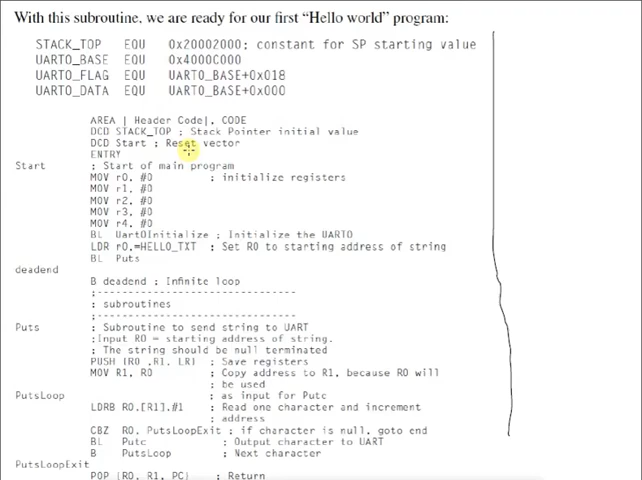 With this subroutine, we are ready for our first “Hello world” program:
STACK_TOP EQU 0x20002000; constant for SP starting value
UART0_BASE EQU 0x4000C000
UART0_FLAG EQU UART0_BASE+0x018
UART0_DATA EQU UART0_BASE+0x000
AREA | Header Code|, CODE
DCD STACK_TOP ; Stack Pointer initial value
DCD Start ; Reset vector
ENTRY
Start ; Start of main program
MOV r0, #0 ; initialize registers
MOV r1, #0
MOV r2, #0
MOV r3, #0
MOV r4, #0
BL Uart0Initialize ; Initialize the UART0
LDR r0,=HELLO_TXT ; Set R0 to starting address of string
BL Puts
deadend
B deadend ; Infinite loop
;--------------------------------
; subroutines
;--------------------------------
Puts ; Subroutine to send string to UART
;Input R0 = starting address of string.
; The string should be null terminated
PUSH {R0 ,R1, LR} ; Save registers
MOV R1, R0 ; Copy address to R1, because R0 will
; be used
PutsLoop ; as input for Putc
LDRB R0,[R1],#1 ; Read one character and increment
; address
CBZ R0, PutsLoopExit ; if character is null, goto end
BL Putc ; Output character to UART
B PutsLoop ; Next character
PutsLoopExit
POP {R0, R1, PC} ; Return